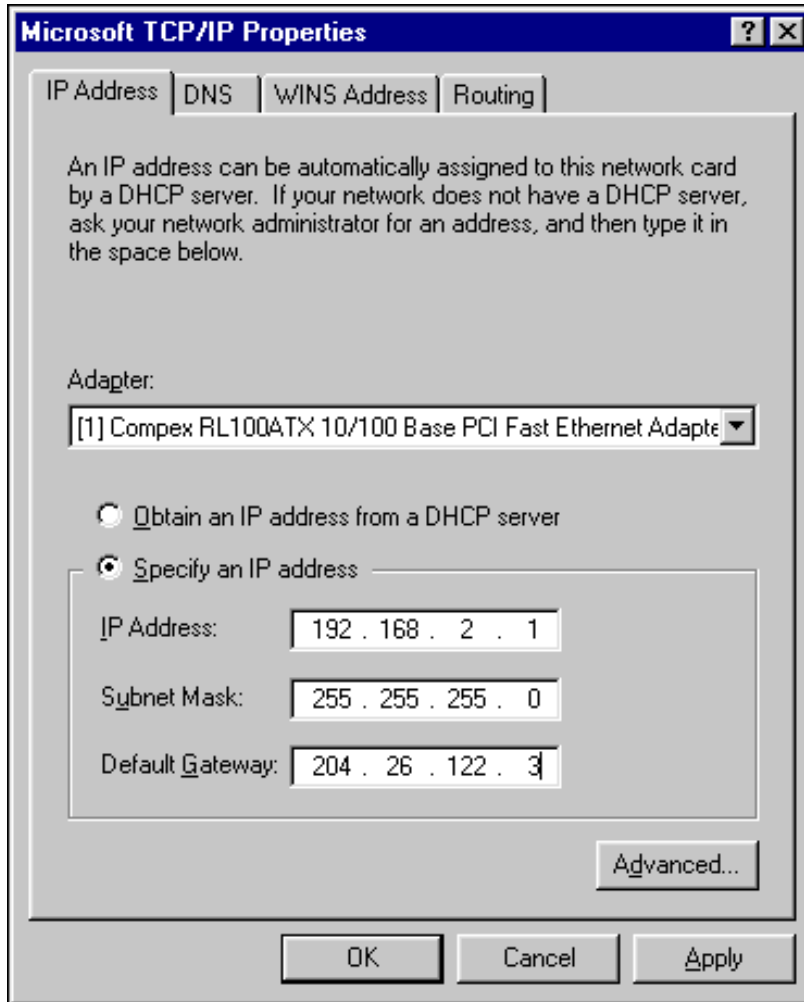 Microsoft TCP/IP Properties
IP Address DNS WINS Address Routing
An IP address can be automatically assigned to this network card
by a DHCP server. If your network does not have a DHCP server,
ask your network administrator for an address, and then type it in
the space below.
Adapter:
[1] Compex RL100ATX 10/100 Base PCI Fast Ethernet Adapte
Obtain an IP address from a DHCP server
Specify an IP address
IP Address: 192 . 168 . 2 . 1
Subnet Mask: 255 . 255 . 255 . 0
Default Gateway: 204 . 26 . 122 . 3
Advanced...
OK Cancel Apply